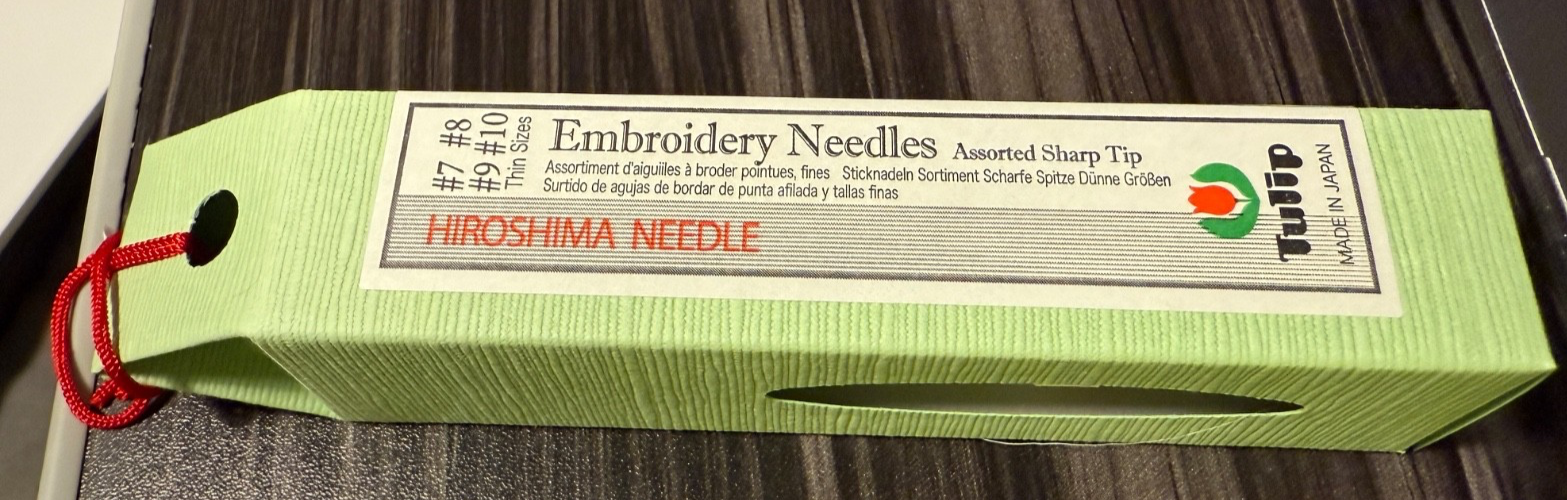 #7 #8
#9 #10
Thin Sizes
Embroidery Needles Assorted Sharp Tip
Assortiment d'aiguiiles à broder pointues, fines Sticknadeln Sortiment Scharfe Spitze Dünne Größen
Surtido de agujas de bordar de punta afilada y tallas finas
HIROSHIMA NEEDLE
Tulip
MADE IN JAPAN